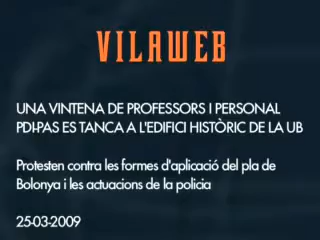 VILAWEB
UNA VINTENA DE PROFESSORS I PERSONAL
PDI-PAS ES TANCA A L'EDIFICI HISTÒRIC DE LA UB
Protesten contra les formes d'aplicació del pla de
Bolonya i les actuacions de la policia
25-03-2009